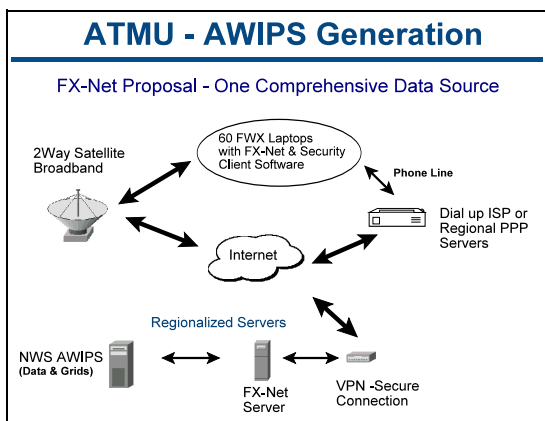 ATMU - AWIPS Generation
FX-Net Proposal - One Comprehensive Data Source
60 FWX Laptops
with FX-Net & Security
Client Software
2Way Satellite
Broadband
Phone Line
Dial up ISP or
Regional PPP
Servers
Internet
Regionalized Servers
NWS AWIPS
(Data & Grids)
FX-Net
Server
VPN -Secure
Connection